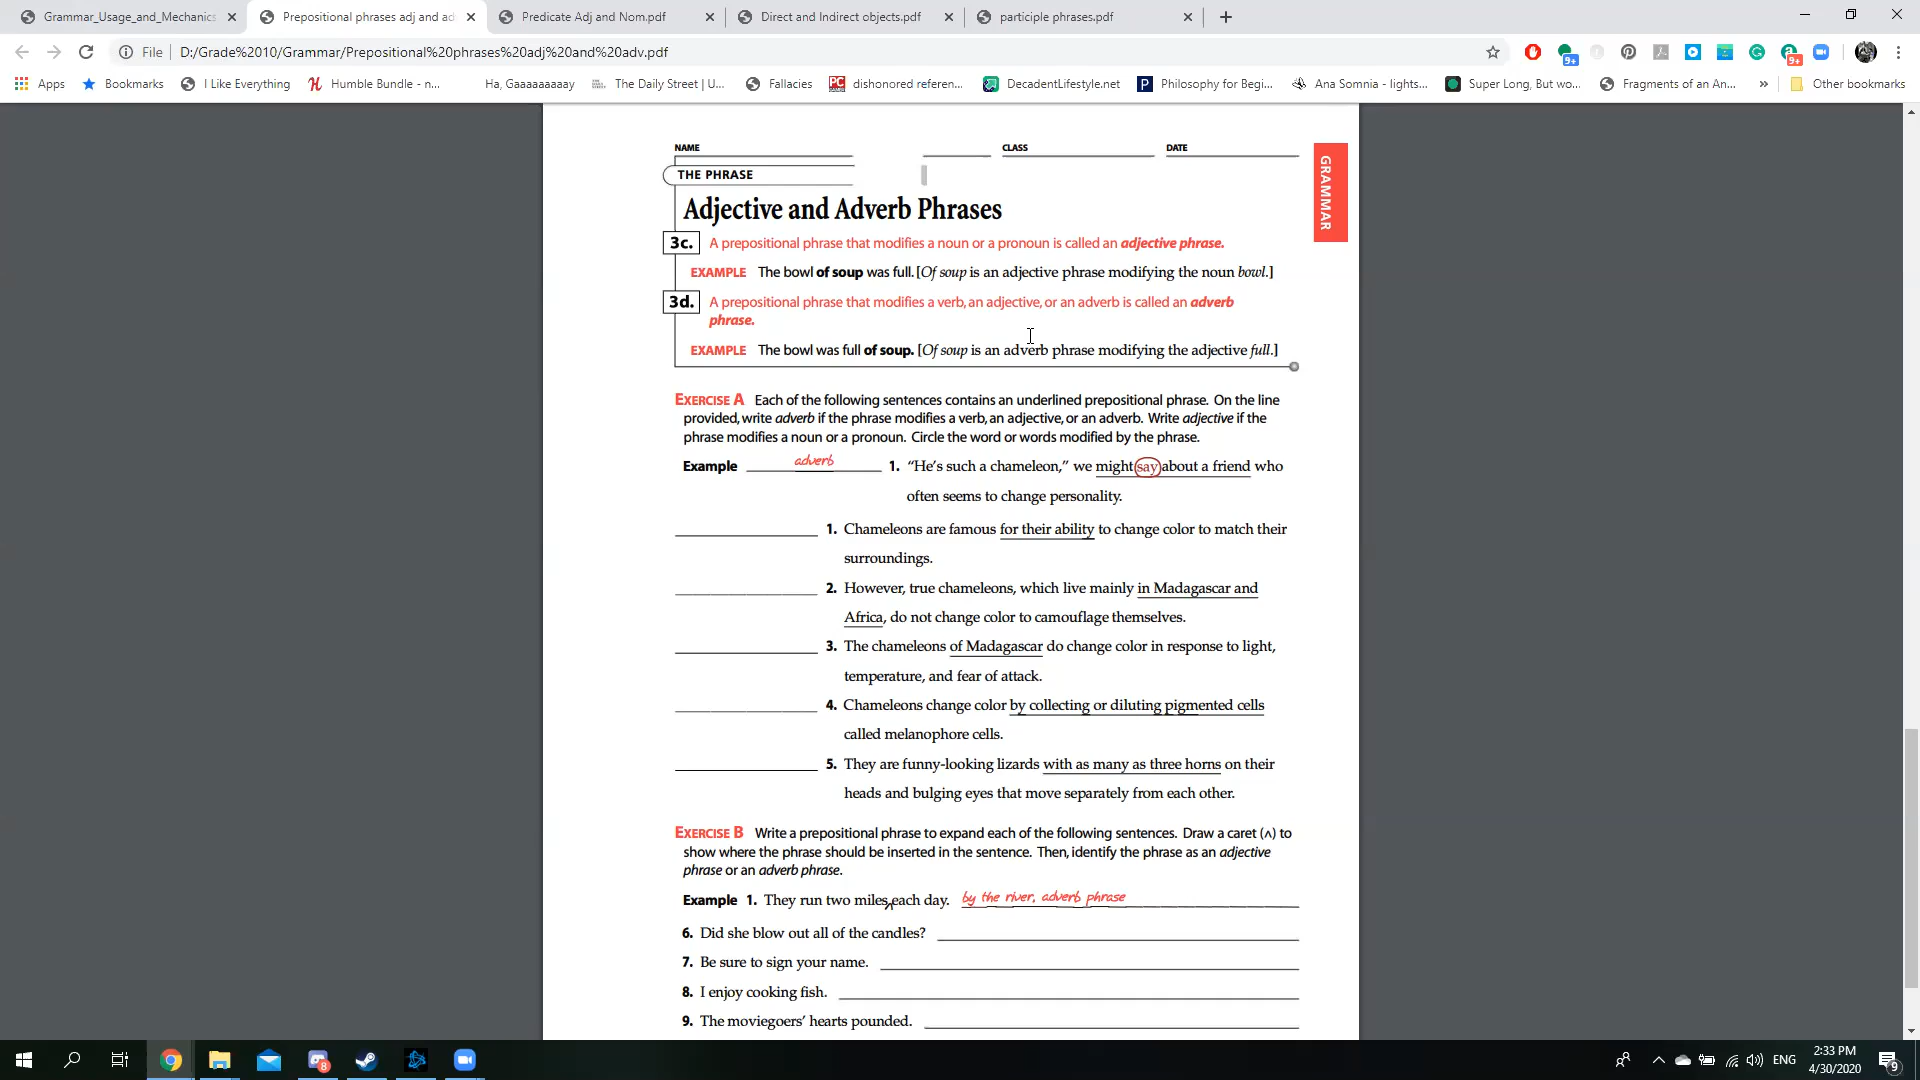 Grammar_Usage_and_Mechanics
Prepositional phrases adj and ad
Predicate Adj and Nom.pdf
Direct and Indirect objects.pdf
participle phrases.pdf
File D:/Grade%2010/Grammar/Prepositional%20phrases%20adj%20and%20adv.pdf
9+
9+
Apps Bookmarks I Like Everything Humble Bundle - n... Ha, Gaaaaaaaay The Daily Street | U... Fallacies dishonored referen... DecadentLifestyle.net Philosophy for Begi... Ana Somnia - lights... Super Long, But wo... Fragments of an An... » Other bookmarks
NAME CLASS DATE
GRAMMAR
THE PHRASE
Adjective and Adverb Phrases
3c. A prepositional phrase that modifies a noun or a pronoun is called an adjective phrase.
EXAMPLE The bowl of soup was full. [Of soup is an adjective phrase modifying the noun bowl.]
3d. A prepositional phrase that modifies a verb, an adjective, or an adverb is called an adverb
phrase.
EXAMPLE The bowl was full of soup. [Of soup is an adverb phrase modifying the adjective full.]
EXERCISE A Each of the following sentences contains an underlined prepositional phrase. On the line
provided, write adverb if the phrase modifies a verb, an adjective, or an adverb. Write adjective if the
phrase modifies a noun or a pronoun. Circle the word or words modified by the phrase.
Example adverb 1. “He’s such a chameleon,” we might say about a friend who
often seems to change personality.
1. Chameleons are famous for their ability to change color to match their
surroundings.
2. However, true chameleons, which live mainly in Madagascar and
Africa, do not change color to camouflage themselves.
3. The chameleons of Madagascar do change color in response to light,
temperature, and fear of attack.
4. Chameleons change color by collecting or diluting pigmented cells
called melanophore cells.
5. They are funny-looking lizards with as many as three horns on their
heads and bulging eyes that move separately from each other.
EXERCISE B Write a prepositional phrase to expand each of the following sentences. Draw a caret (^) to
show where the phrase should be inserted in the sentence. Then, identify the phrase as an adjective
phrase or an adverb phrase.
Example 1. They run two miles^each day. by the river, adverb phrase
6. Did she blow out all of the candles?
7. Be sure to sign your name.
8. I enjoy cooking fish.
9. The moviegoers’ hearts pounded.
8
ENG
2:33 PM
4/30/2020
9